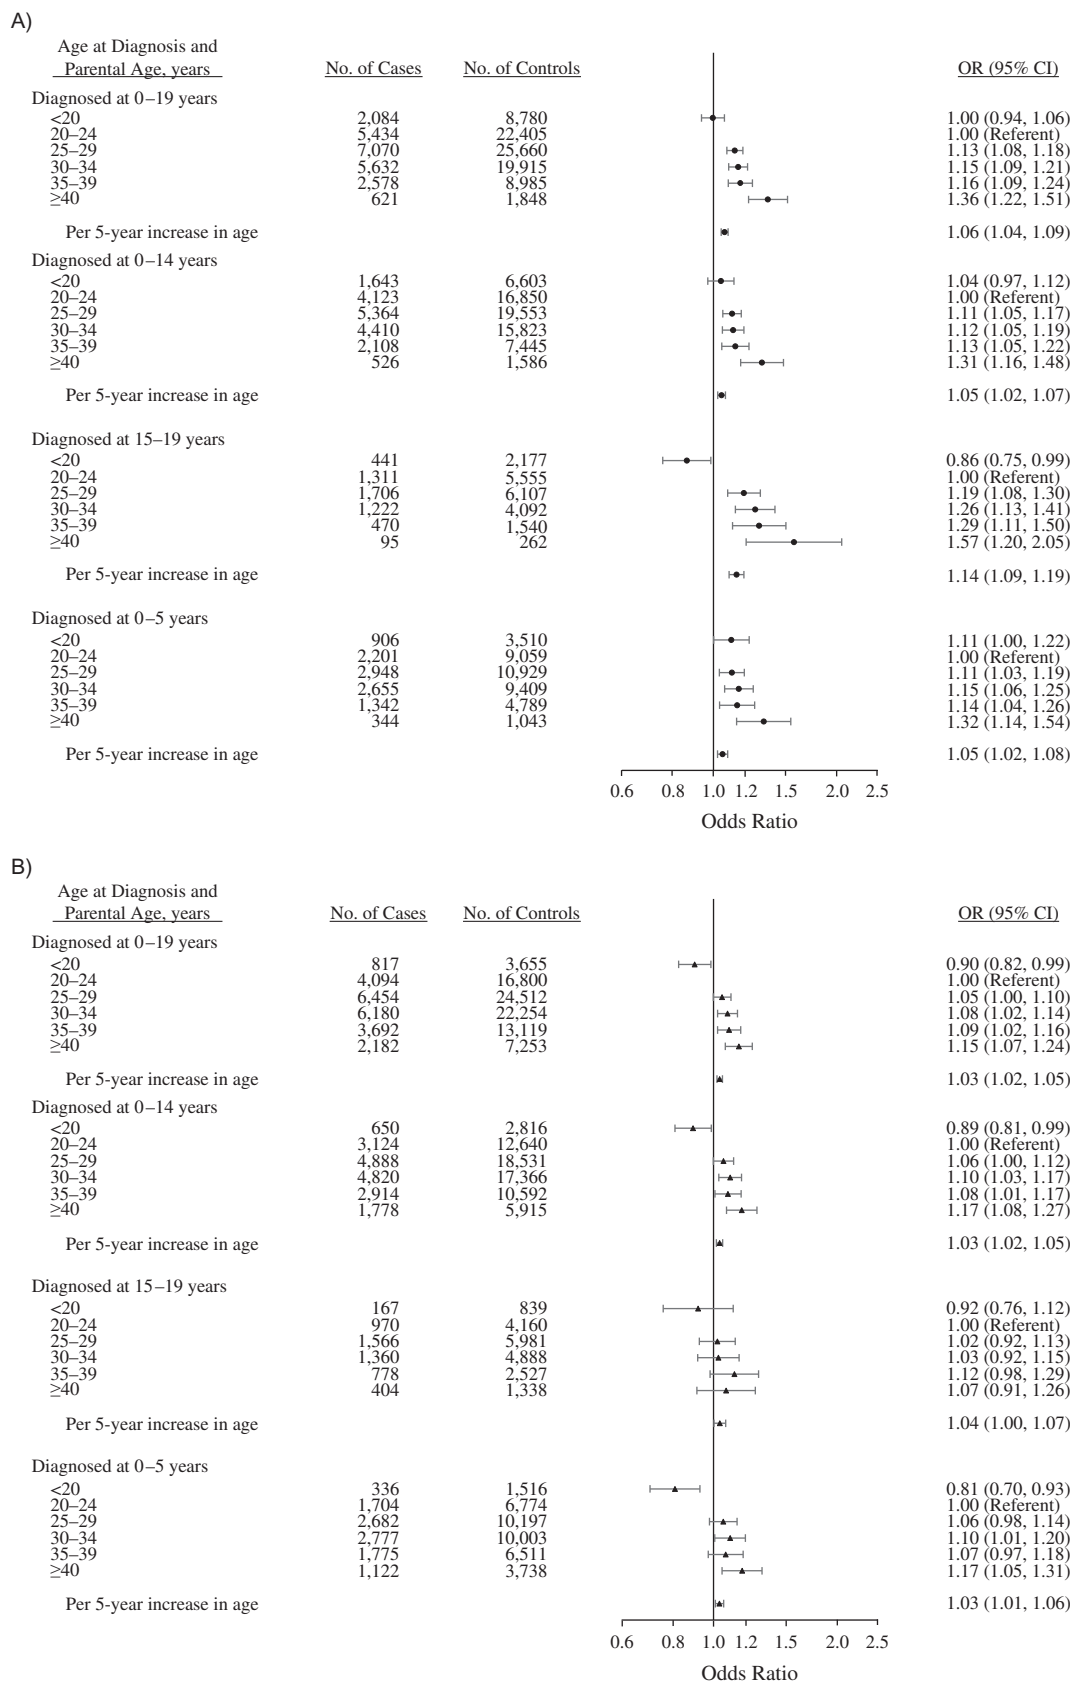 A)
Age at Diagnosis and
Parental Age, years No. of Cases No. of Controls OR (95% CI)
Diagnosed at 0–19 years
<20 2,084 8,780 1.00 (0.94, 1.06)
20–24 5,434 22,405 1.00 (Referent)
25–29 7,070 25,660 1.13 (1.08, 1.18)
30–34 5,632 19,915 1.15 (1.09, 1.21)
35–39 2,578 8,985 1.16 (1.09, 1.24)
≥40 621 1,848 1.36 (1.22, 1.51)
Per 5-year increase in age 1.06 (1.04, 1.09)
Diagnosed at 0–14 years
<20 1,643 6,603 1.04 (0.97, 1.12)
20–24 4,123 16,850 1.00 (Referent)
25–29 5,364 19,553 1.11 (1.05, 1.17)
30–34 4,410 15,823 1.12 (1.05, 1.19)
35–39 2,108 7,445 1.13 (1.05, 1.22)
≥40 526 1,586 1.31 (1.16, 1.48)
Per 5-year increase in age 1.05 (1.02, 1.07)
Diagnosed at 15–19 years
<20 441 2,177 0.86 (0.75, 0.99)
20–24 1,311 5,555 1.00 (Referent)
25–29 1,706 6,107 1.19 (1.08, 1.30)
30–34 1,222 4,092 1.26 (1.13, 1.41)
35–39 470 1,540 1.29 (1.11, 1.50)
≥40 95 262 1.57 (1.20, 2.05)
Per 5-year increase in age 1.14 (1.09, 1.19)
Diagnosed at 0–5 years
<20 906 3,510 1.11 (1.00, 1.22)
20–24 2,201 9,059 1.00 (Referent)
25–29 2,948 10,929 1.11 (1.03, 1.19)
30–34 2,655 9,409 1.15 (1.06, 1.25)
35–39 1,342 4,789 1.14 (1.04, 1.26)
≥40 344 1,043 1.32 (1.14, 1.54)
Per 5-year increase in age 1.05 (1.02, 1.08)
0.6 0.8 1.0 1.2 1.5 2.0 2.5
Odds Ratio
B)
Age at Diagnosis and
Parental Age, years No. of Cases No. of Controls OR (95% CI)
Diagnosed at 0–19 years
<20 817 3,655 0.90 (0.82, 0.99)
20–24 4,094 16,800 1.00 (Referent)
25–29 6,454 24,512 1.05 (1.00, 1.10)
30–34 6,180 22,254 1.08 (1.02, 1.14)
35–39 3,692 13,119 1.09 (1.02, 1.16)
≥40 2,182 7,253 1.15 (1.07, 1.24)
Per 5-year increase in age 1.03 (1.02, 1.05)
Diagnosed at 0–14 years
<20 650 2,816 0.89 (0.81, 0.99)
20–24 3,124 12,640 1.00 (Referent)
25–29 4,888 18,531 1.06 (1.00, 1.12)
30–34 4,820 17,366 1.10 (1.03, 1.17)
35–39 2,914 10,592 1.08 (1.01, 1.17)
≥40 1,778 5,915 1.17 (1.08, 1.27)
Per 5-year increase in age 1.03 (1.02, 1.05)
Diagnosed at 15–19 years
<20 167 839 0.92 (0.76, 1.12)
20–24 970 4,160 1.00 (Referent)
25–29 1,566 5,981 1.02 (0.92, 1.13)
30–34 1,360 4,888 1.03 (0.92, 1.15)
35–39 778 2,527 1.12 (0.98, 1.29)
≥40 404 1,338 1.07 (0.91, 1.26)
Per 5-year increase in age 1.04 (1.00, 1.07)
Diagnosed at 0–5 years
<20 336 1,516 0.81 (0.70, 0.93)
20–24 1,704 6,774 1.00 (Referent)
25–29 2,682 10,197 1.06 (0.98, 1.14)
30–34 2,777 10,003 1.10 (1.01, 1.20)
35–39 1,775 6,511 1.07 (0.97, 1.18)
≥40 1,122 3,738 1.17 (1.05, 1.31)
Per 5-year increase in age 1.03 (1.01, 1.06)
0.6 0.8 1.0 1.2 1.5 2.0 2.5
Odds Ratio